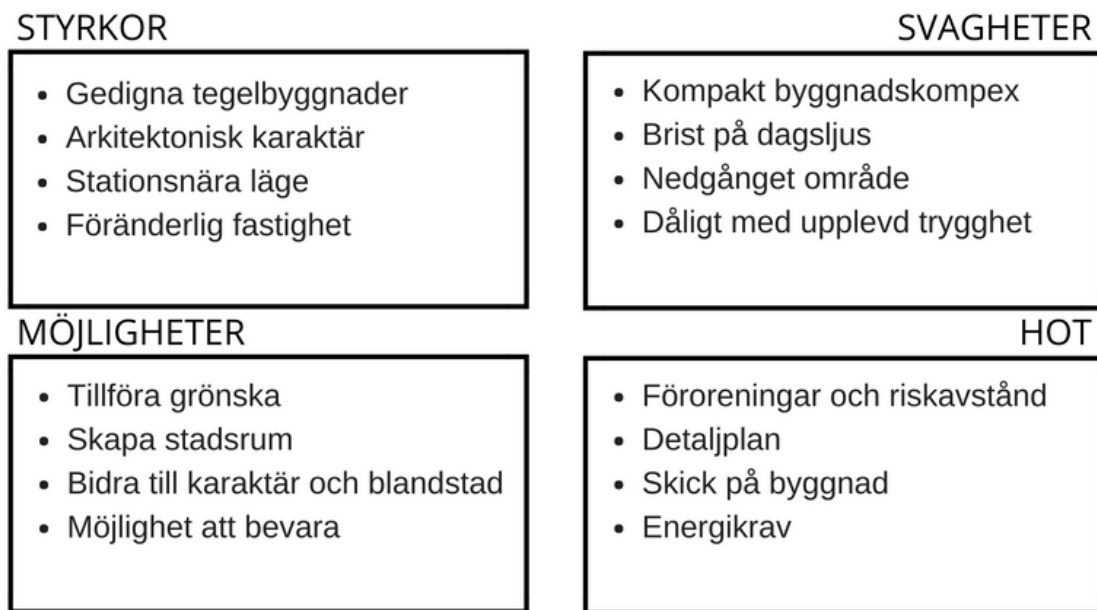 STYRKOR
• Gedigna tegelbyggnader
• Arkitektonisk karaktär
• Stationsnära läge
• Föränderlig fastighet
SVAGHETER
• Kompakt byggnadskompex
• Brist på dagsljus
• Nedgånget område
• Dåligt med upplevd trygghet
MÖJLIGHETER
• Tillföra grönska
• Skapa stadsrum
• Bidra till karaktär och blandstad
• Möjlighet att bevara
HOT
• Föroreningar och riskavstånd
• Detaljplan
• Skick på byggnad
• Energikrav